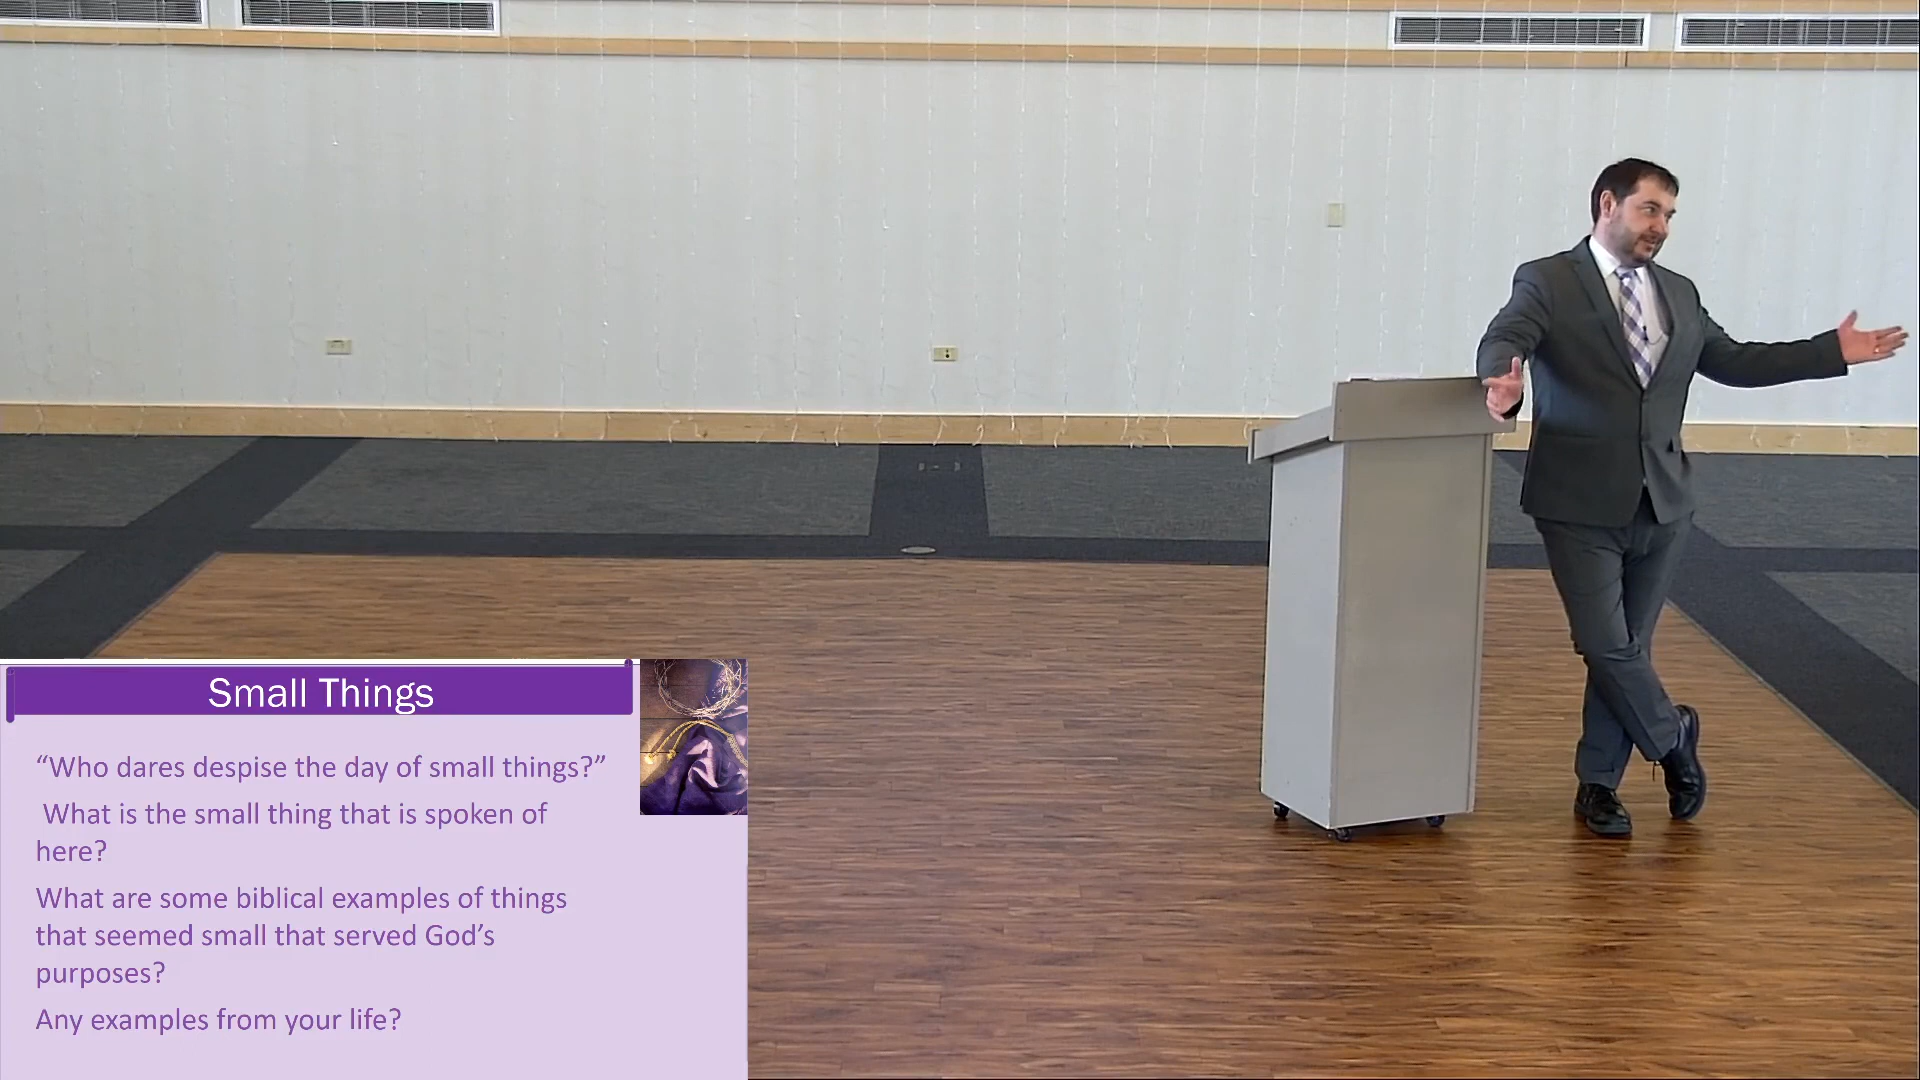 Small Things
“Who dares despise the day of small things?”
What is the small thing that is spoken of
here?
What are some biblical examples of things
that seemed small that served God’s
purposes?
Any examples from your life?